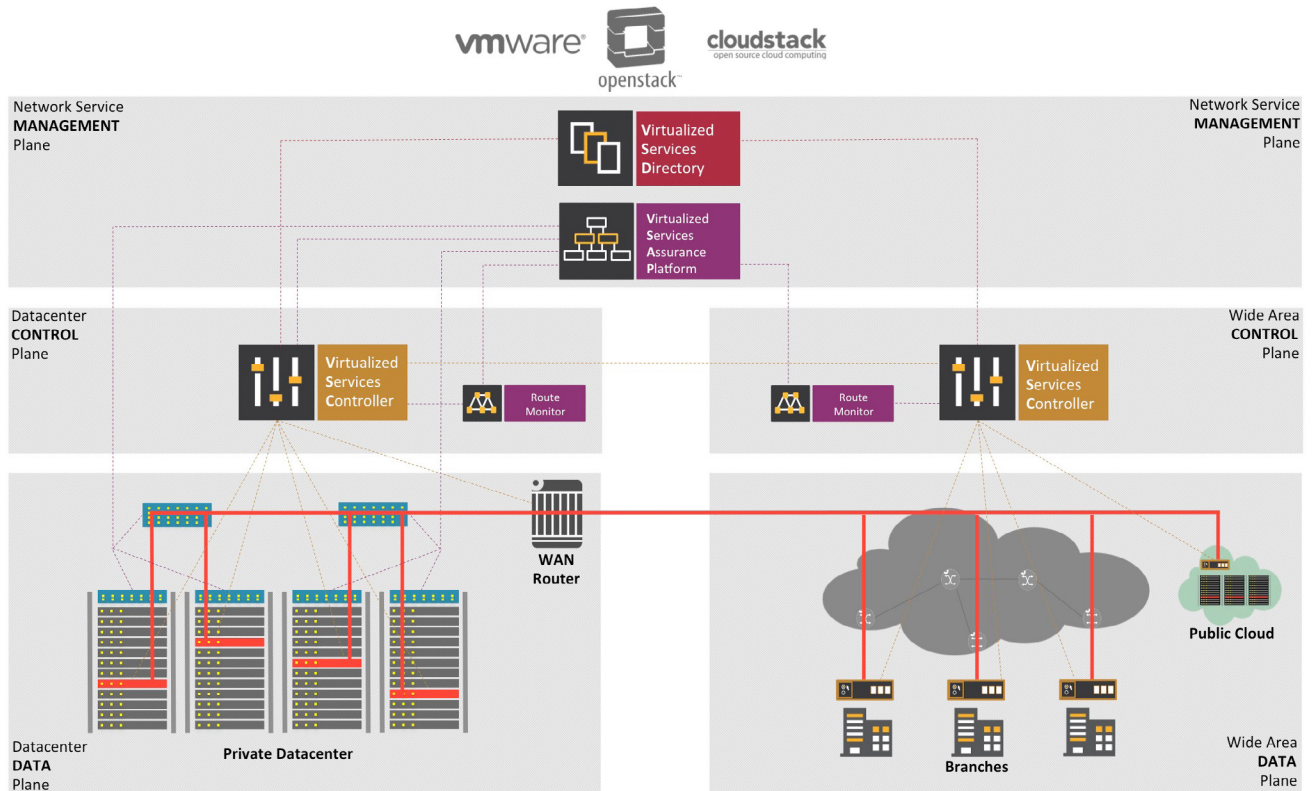 vmware®
openstack™
cloudstack
open source cloud computing
Network Service
MANAGEMENT
Plane
Network Service
MANAGEMENT
Plane
Virtualized
Services
Directory
Virtualized
Services
Assurance
Platform
Datacenter
CONTROL
Plane
Wide Area
CONTROL
Plane
Virtualized
Services
Controller
Route
Monitor
Route
Monitor
Virtualized
Services
Controller
WAN
Router
Public Cloud
Private Datacenter
Branches
Datacenter
DATA
Plane
Wide Area
DATA
Plane